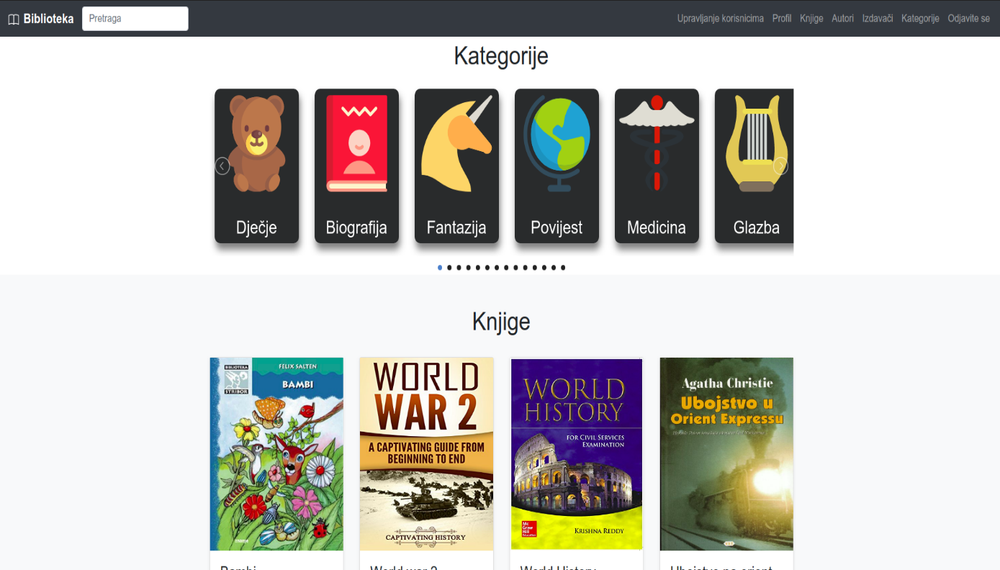 Biblioteka
Pretraga
Upravljanje korisnicima
Profil
Knjige
Autori
Izdavači
Kategorije
Odjavite se
Kategorije
Dječje
Biografija
Fantazija
Povijest
Medicina
Glazba
Knjige
BIBLIOTEKA
STRIBOR
FELIX SALTEN
BAMBI
znanje
WORLD
WAR 2
A CAPTIVATING GUIDE FROM
BEGINNING TO END
CAPTIVATING HISTORY
WORLD
HISTORY
FOR CIVIL SERVICES
EXAMINATION
Mc
Graw
Hill
Education
KRISHNA REDDY
Agatha Christie
Ubojstvo u
Orient Expressu
Bambi
World war 2
World History
Ubojstvo na orient